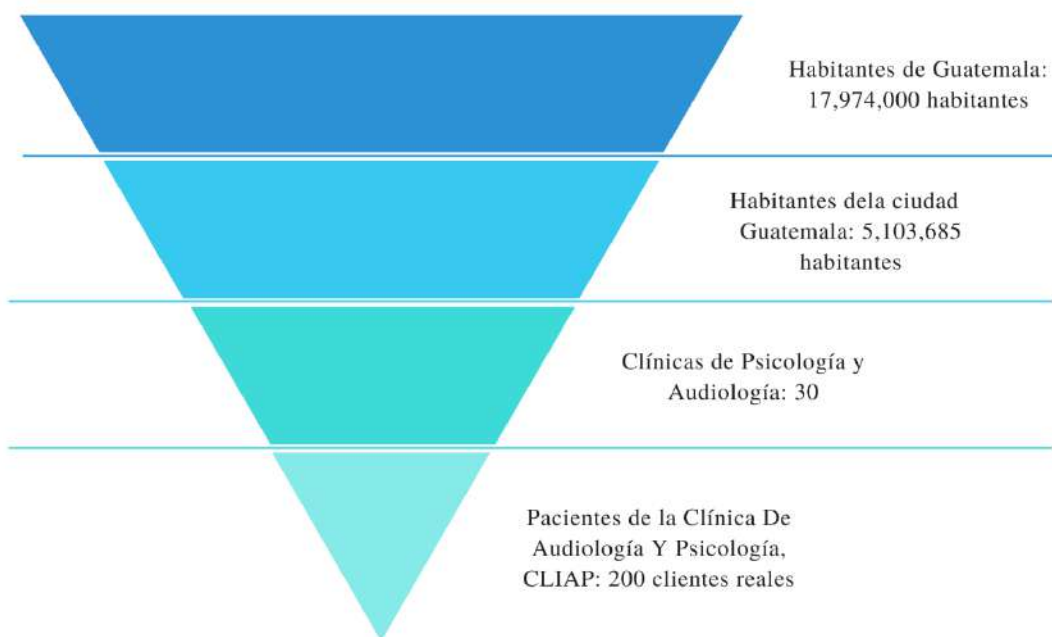 Habitantes de Guatemala:
17,974,000 habitantes
Habitantes dela ciudad
Guatemala: 5,103,685
habitantes
Clínicas de Psicología y
Audiología: 30
Pacientes de la Clínica De
Audiología Y Psicología,
CLIAP: 200 clientes reales